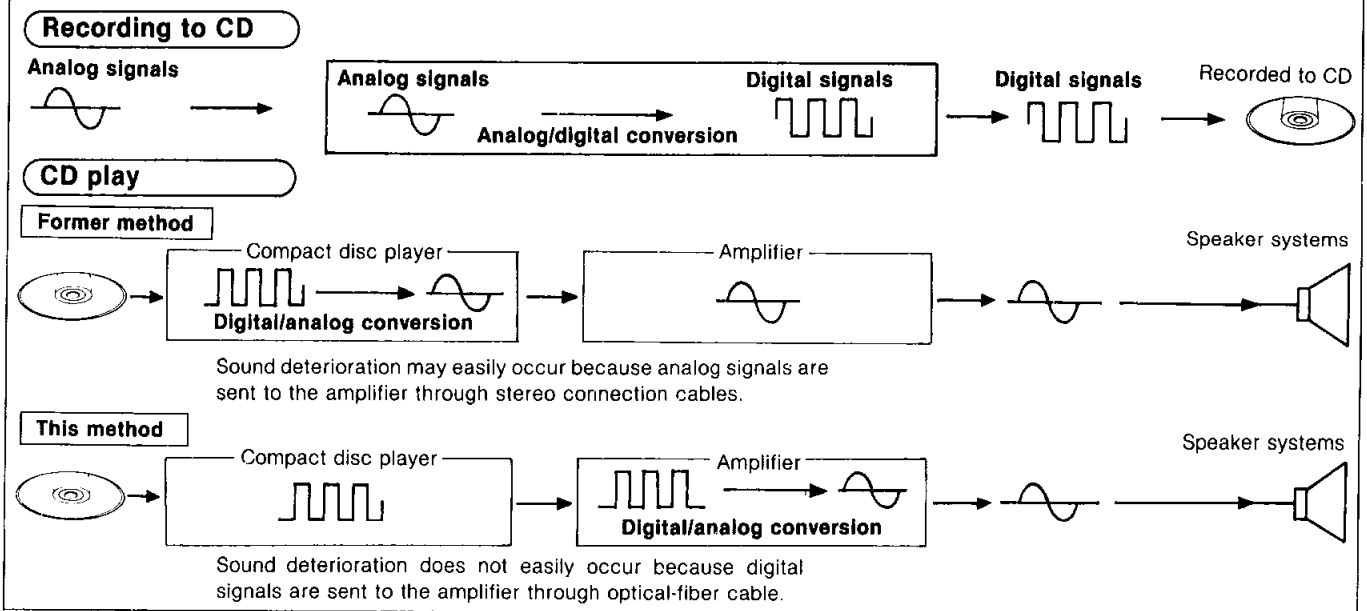 Recording to CD
Analog signals
Analog signals
Digital signals
Analog/digital conversion
Digital signals
Recorded to CD
CD play
Former method
Compact disc player
Digital/analog conversion
Amplifier
Speaker systems
Sound deterioration may easily occur because analog signals are
sent to the amplifier through stereo connection cables.
This method
Compact disc player
Amplifier
Digital/analog conversion
Speaker systems
Sound deterioration does not easily occur because digital
signals are sent to the amplifier through optical-fiber cable.